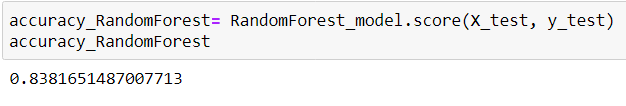 accuracy_RandomForest= RandomForest_model.score(X_test, y_test)
accuracy_RandomForest
0.8381651487007713